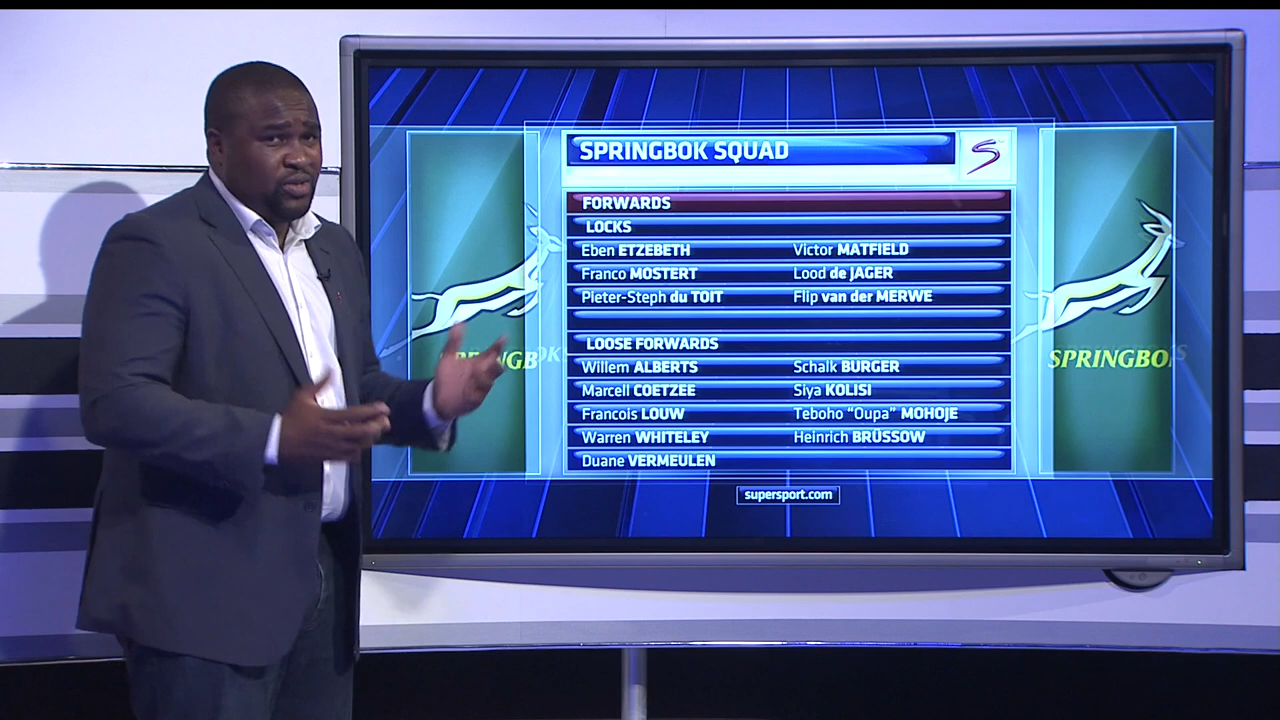 SPRINGBOK SQUAD
S
FORWARDS
LOCKS
Eben ETZEBETH Victor MATFIELD
Franco MOSTERT Lood de JAGER
Pieter-Steph du TOIT Flip van der MERWE
LOOSE FORWARDS
Willem ALBERTS Schalk BURGER
Marcell COETZEE Siya KOLISI
Francois LOUW Teboho “Oupa” MOHOJE
Warren WHITELEY Heinrich BRÜSSOW
Duane VERMEULEN
SPRINGBOKS
SPRINGBOKS
supersport.com